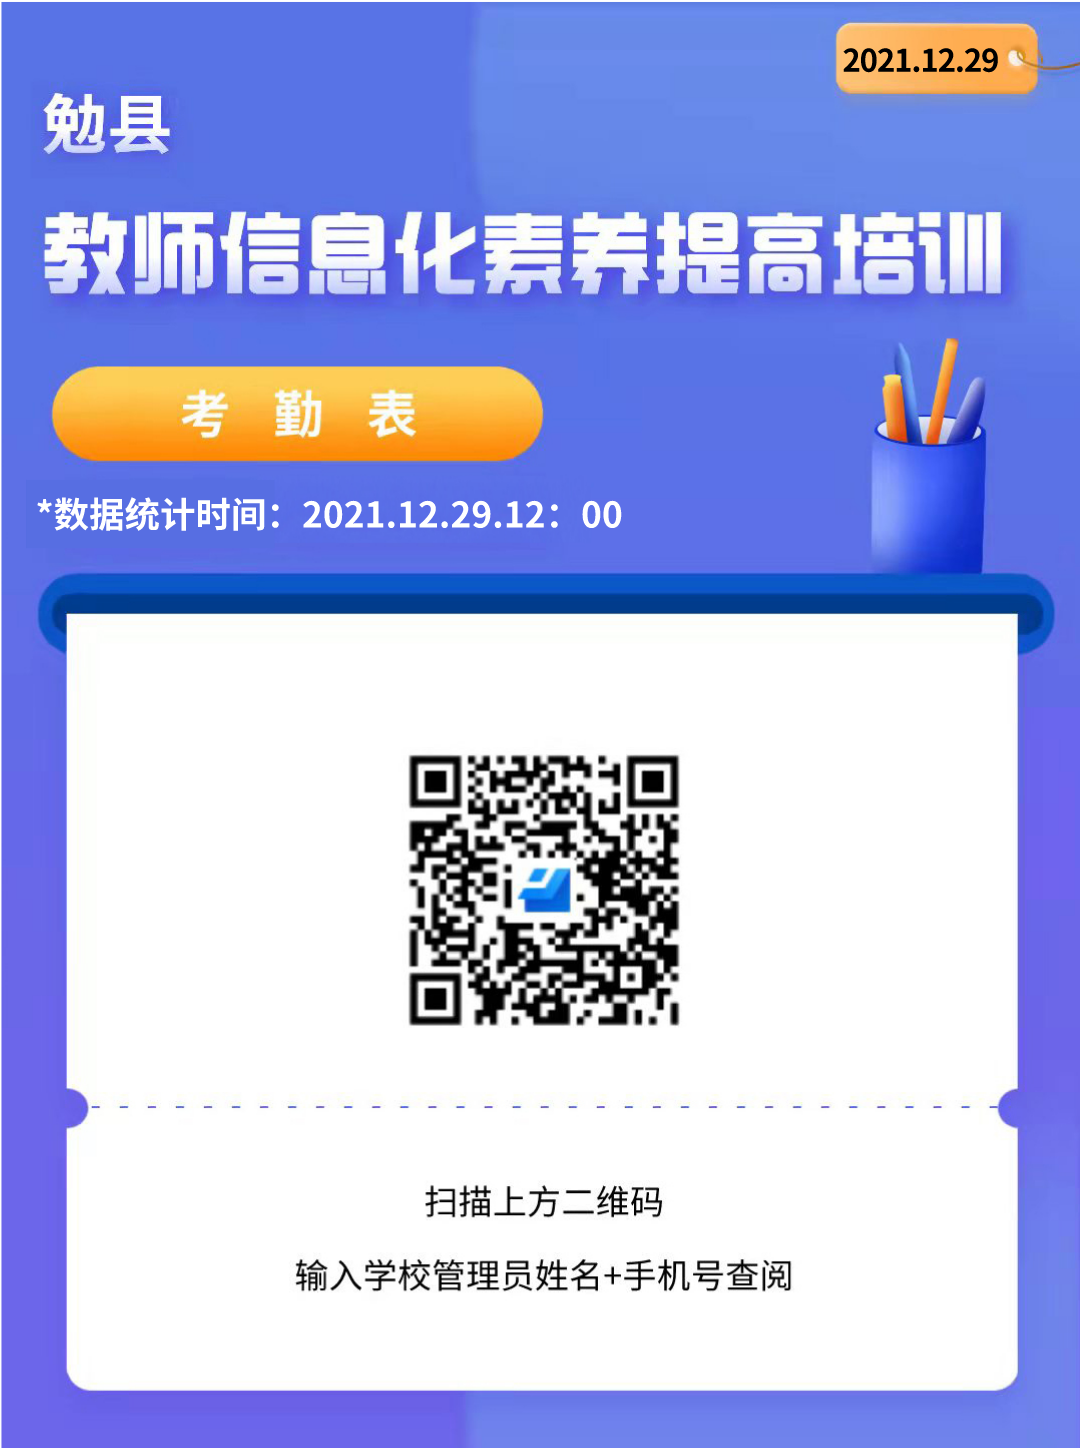 2021.12.29
勉县
教师信息化素养提高培训
考 勤 表
*数据统计时间：2021.12.29.12：00
扫描上方二维码
输入学校管理员姓名+手机号查阅